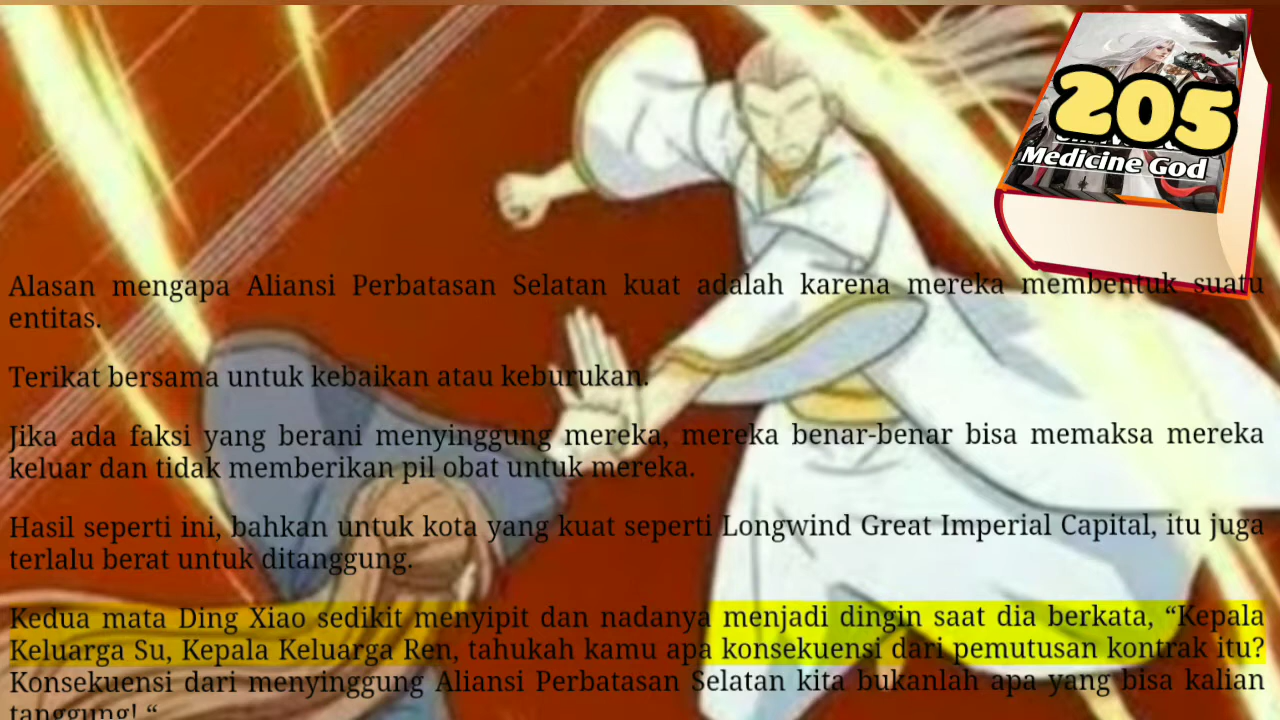 205
Medicine God
Alasan mengapa Aliansi Perbatasan Selatan kuat adalah karena mereka membentuk suatu
entitas.
Terikat bersama untuk kebaikan atau keburukan.
Jika ada faksi yang berani menyinggung mereka, mereka benar-benar bisa memaksa mereka
keluar dan tidak memberikan pil obat untuk mereka.
Hasil seperti ini, bahkan untuk kota yang kuat seperti Longwind Great Imperial Capital, itu juga
terlalu berat untuk ditanggung.
Kedua mata Ding Xiao sedikit menyipit dan nadanya menjadi dingin saat dia berkata, “Kepala
Keluarga Su, Kepala Keluarga Ren, tahukah kamu apa konsekuensi dari pemutusan kontrak itu?
Konsekuensi dari menyinggung Aliansi Perbatasan Selatan kita bukanlah apa yang bisa kalian
tanggung! “